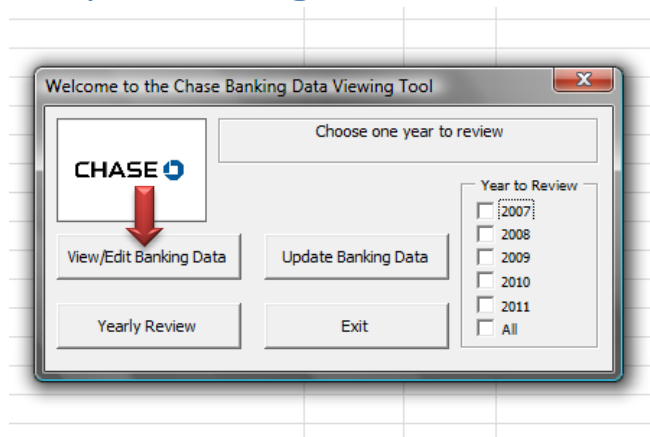 Welcome to the Chase Banking Data Viewing Tool
Choose one year to review
CHASE
Year to Review
2007
2008
2009
2010
2011
All
View/Edit Banking Data
Update Banking Data
Yearly Review
Exit